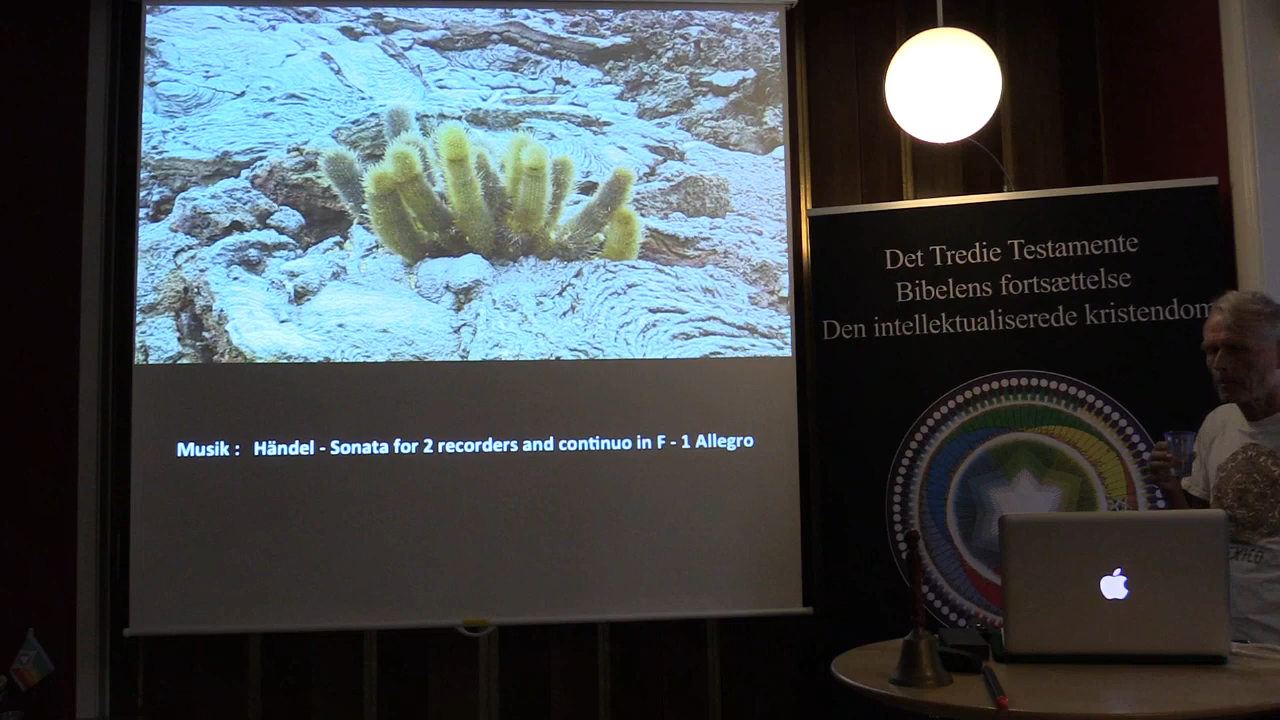 Musik : Händel - Sonata for 2 recorders and continuo in F - 1 Allegro
Det Tredie Testamente
Bibelens fortsættelse
Den intellektualiserede kristendom